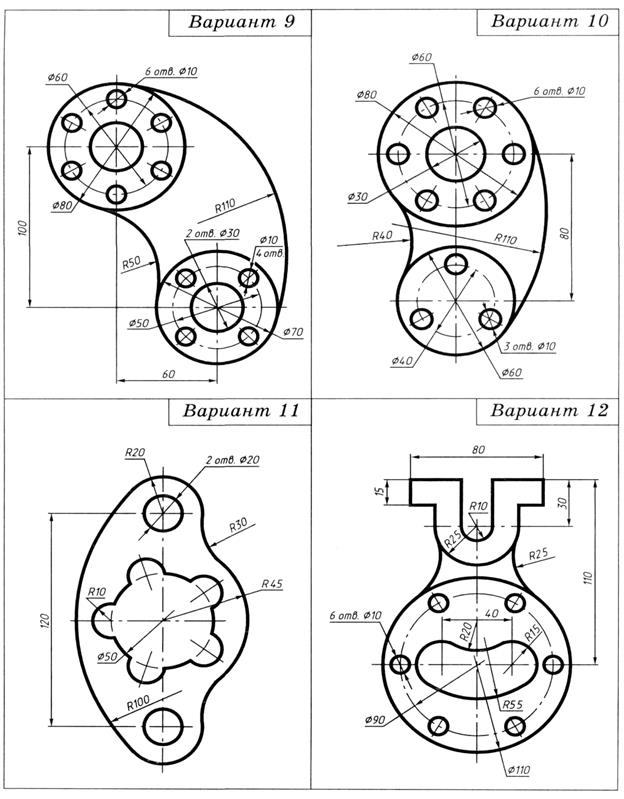 Вариант 9
6 отв. Ø10
Ø60
Ø80
100
R110
2 отв. Ø30
Ø10
4 отв.
R50
Ø50
Ø70
60
Вариант 10
Ø60
6 отв. Ø10
Ø80
Ø30
R40
R110
80
3 отв. Ø10
Ø40
Ø60
Вариант 11
R20
2 отв. Ø20
R30
R10
R45
120
Ø50
R100
Вариант 12
80
15
R10
30
R25
R25
110
6 отв. Ø10
40
R20
R15
R55
Ø90
Ø110